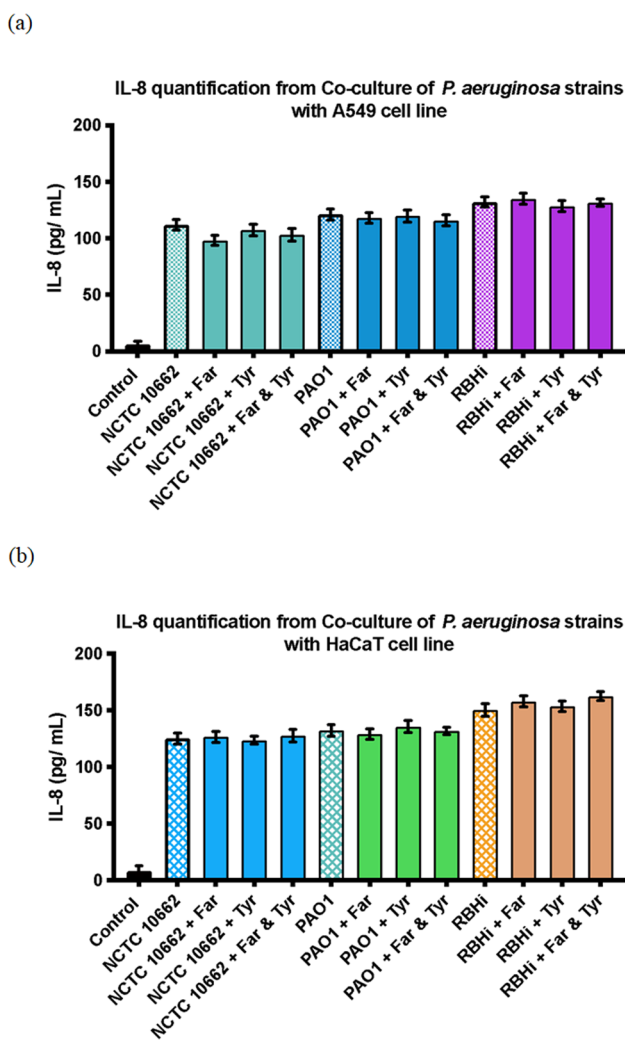 (a)
IL-8 quantification from Co-culture of P. aeruginosa strains
with A549 cell line
IL-8 (pg/ mL)
200
150
100
50
0
Control
NCTC 10662
NCTC 10662 + Far
NCTC 10662 + Tyr
NCTC 10662 + Far & Tyr
PAO1
PAO1 + Far
PAO1 + Tyr
PAO1 + Far & Tyr
RBHi
RBHi + Far
RBHi + Tyr
RBHi + Far & Tyr
(b)
IL-8 quantification from Co-culture of P. aeruginosa strains
with HaCaT cell line
IL-8 (pg/ mL)
200
150
100
50
0
Control
NCTC 10662
NCTC 10662 + Far
NCTC 10662 + Tyr
NCTC 10662 + Far & Tyr
PAO1
PAO1 + Far
PAO1 + Tyr
PAO1 + Far & Tyr
RBHi
RBHi + Far
RBHi + Tyr
RBHi + Far & Tyr